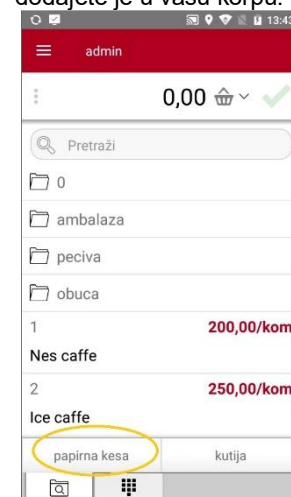 dodajete je u vašu korpu.
13:43
admin
0,00
Pretraži
0
ambalaza
peciva
obuca
1 200,00/kom
Nes caffe
2 250,00/kom
Ice caffe
papirna kesa kutija